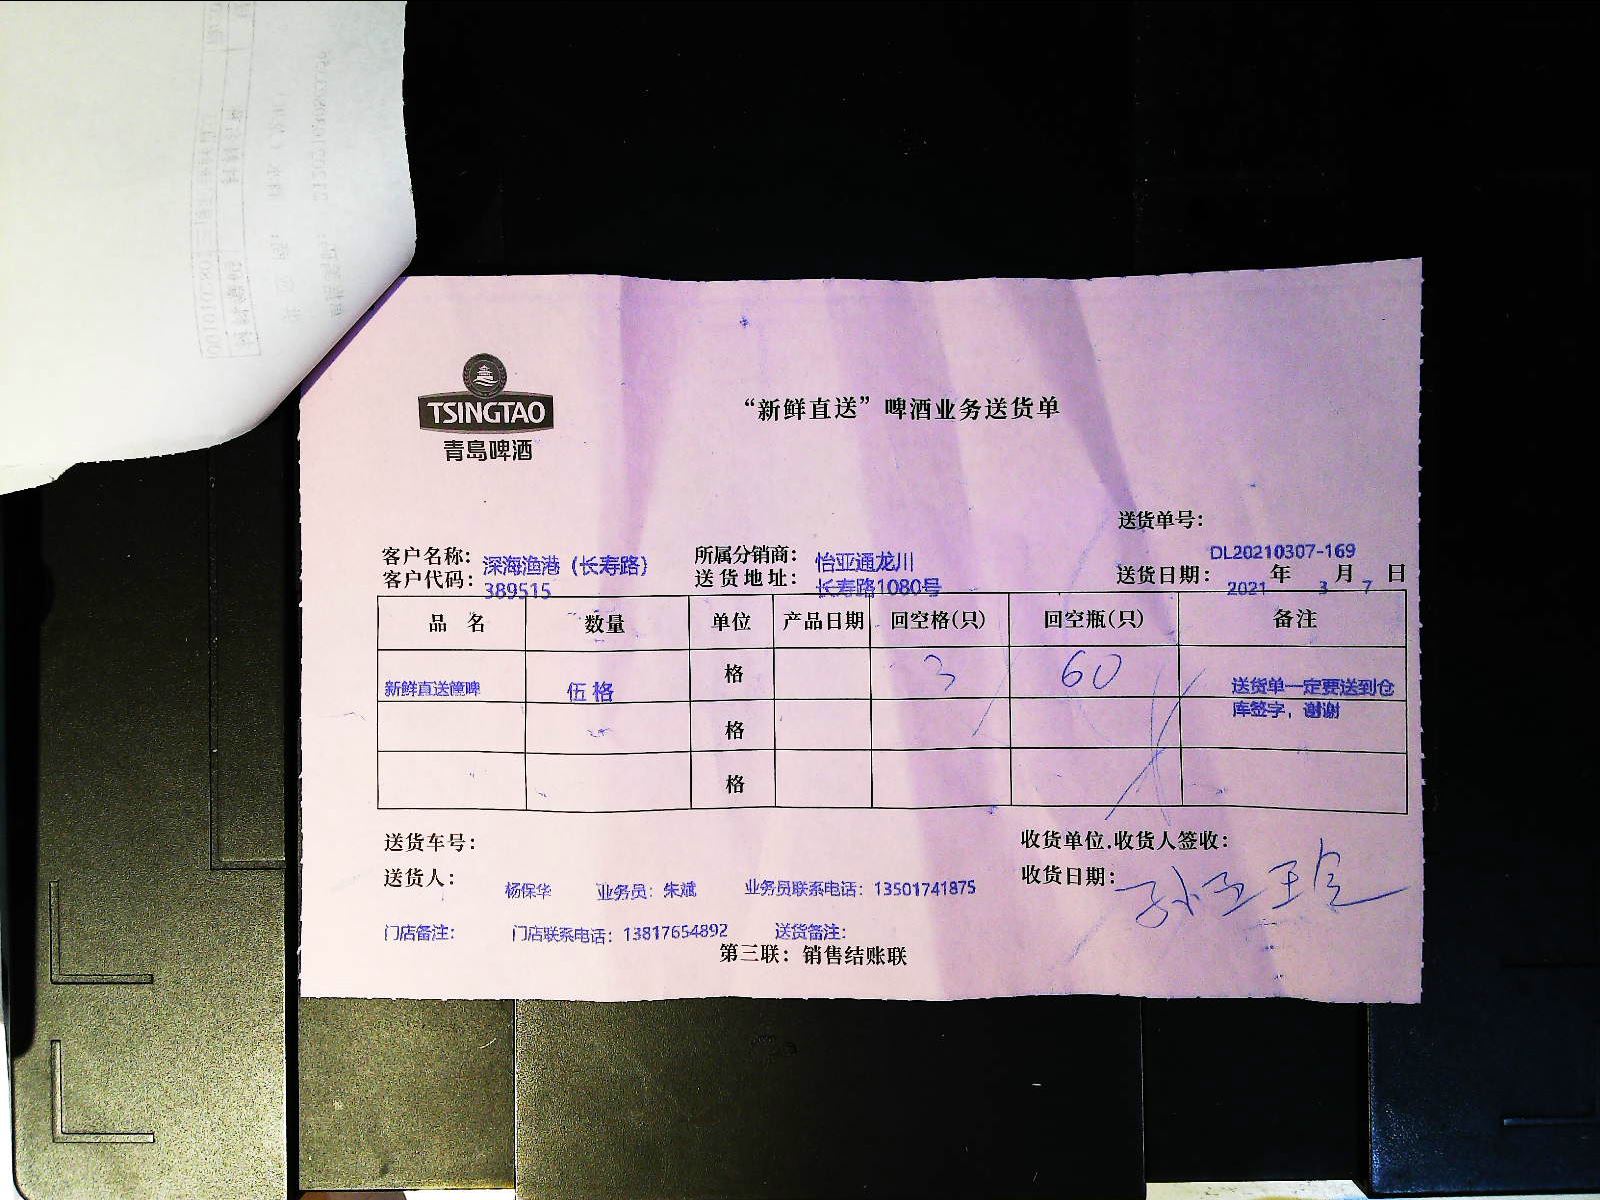 TSINGTAO
青岛啤酒
“新鲜直送”啤酒业务送货单
送货单号：
DL20210307-169
客户名称：深海渔港（长寿路） 所属分销商：怡亚通龙川
客户代码：389515 送货地址：长寿路1080号 送货日期：2021年3月7日
品 名 数量 单位 产品日期 回空格(只) 回空瓶(只) 备注
新鲜直送筐啤 伍格 格 3 60 送货单一定要送到仓库签字，谢谢
格
格
送货车号： 收货单位.收货人签收：
送货人：杨保华 业务员：朱斌 业务员联系电话：13501741875 收货日期：
门店备注： 门店联系电话：13817654892 送货备注：
第三联：销售结账联